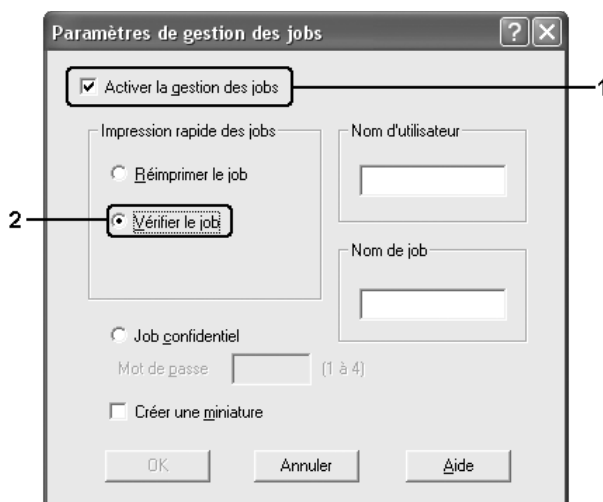 Paramètres de gestion des jobs
Activer la gestion des jobs
1
Impression rapide des jobs
Réimprimer le job
2
Vérifier le job
Nom d'utilisateur
Nom de job
Job confidentiel
Mot de passe
(1 à 4)
Créer une miniature
OK
Annuler
Aide